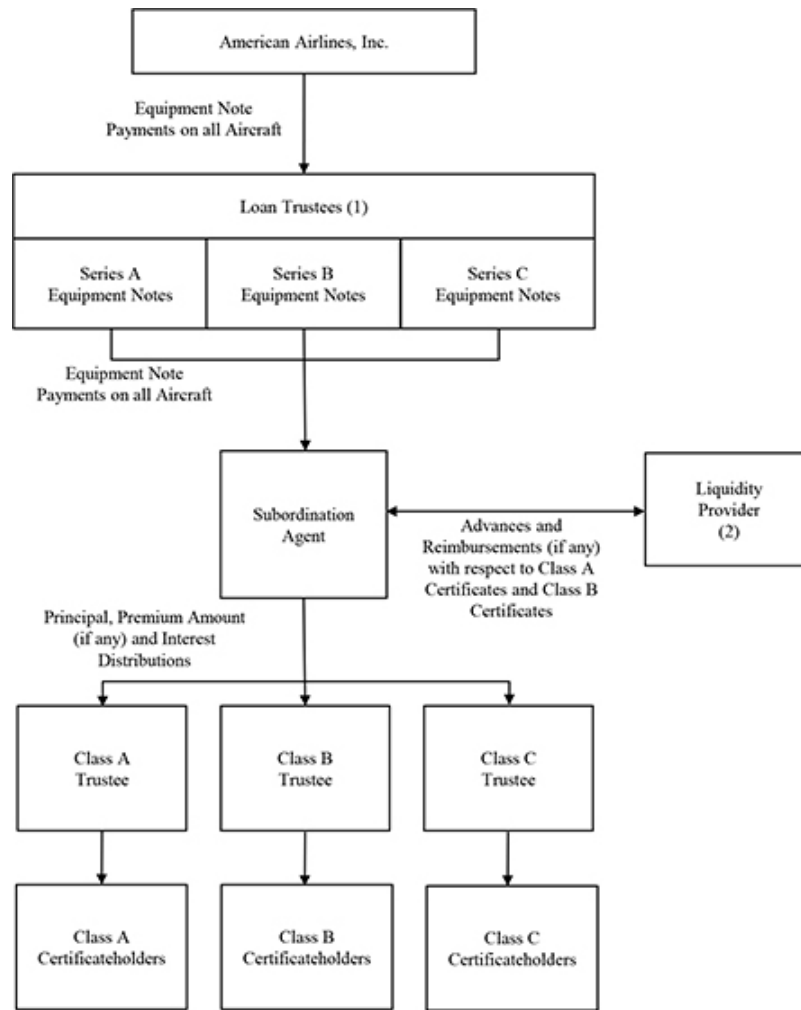 American Airlines, Inc.
Equipment Note
Payments on all Aircraft
Loan Trustees (1)
Series A
Equipment Notes
Series B
Equipment Notes
Series C
Equipment Notes
Equipment Note
Payments on all Aircraft
Subordination
Agent
Liquidity
Provider
(2)
Advances and
Reimbursements (if any)
with respect to Class A
Certificates and Class B
Certificates
Principal, Premium Amount
(if any) and Interest
Distributions
Class A
Trustee
Class B
Trustee
Class C
Trustee
Class A
Certificateholders
Class B
Certificateholders
Class C
Certificateholders